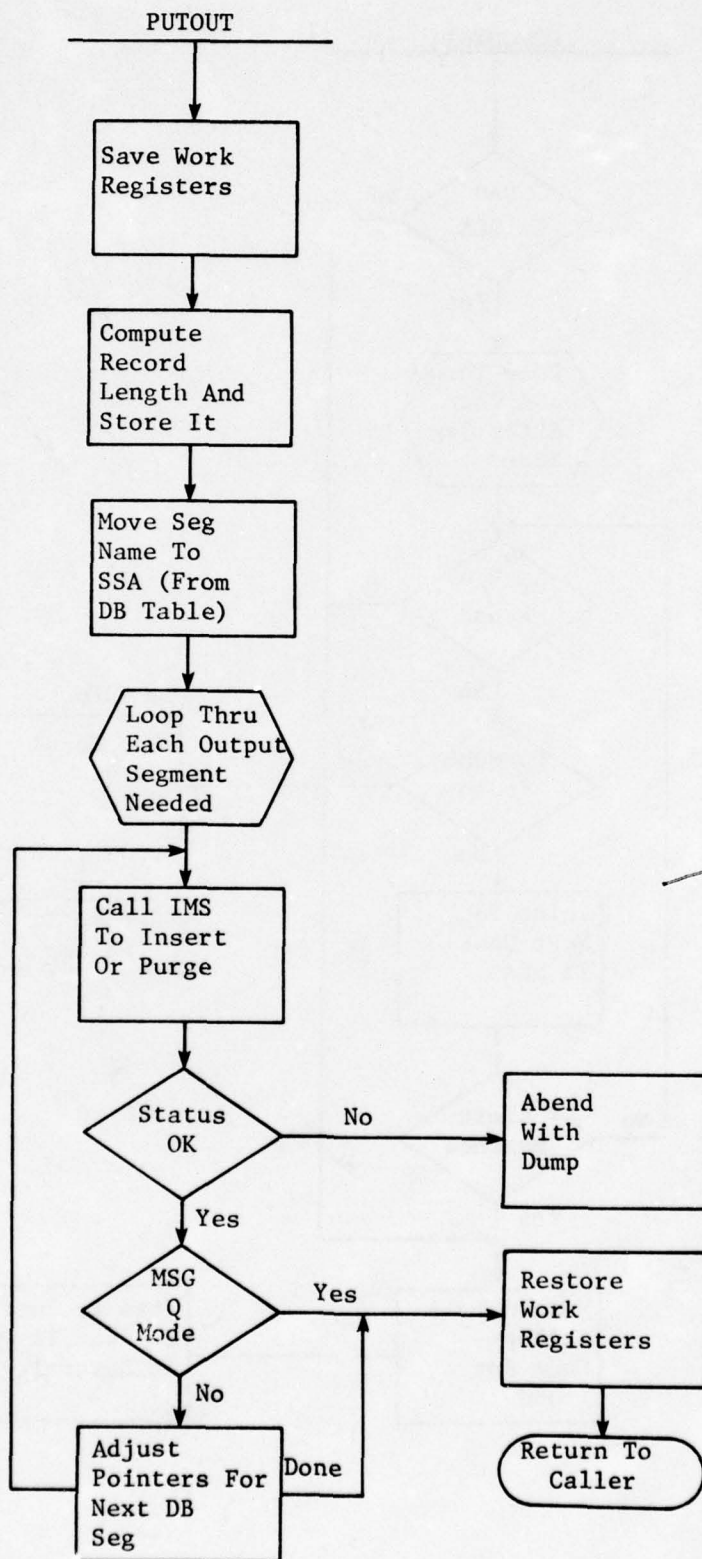 PUTOUT
Save Work
Registers
Compute
Record
Length And
Store It
Move Seg
Name To
SSA (From
DB Table)
Loop Thru
Each Output
Segment
Needed
Call IMS
To Insert
Or Purge
Status
OK
No
Abend
With
Dump
Yes
MSG
Q
Mode
Yes
Restore
Work
Registers
No
Adjust
Pointers For
Next DB
Seg
Done
Return To
Caller